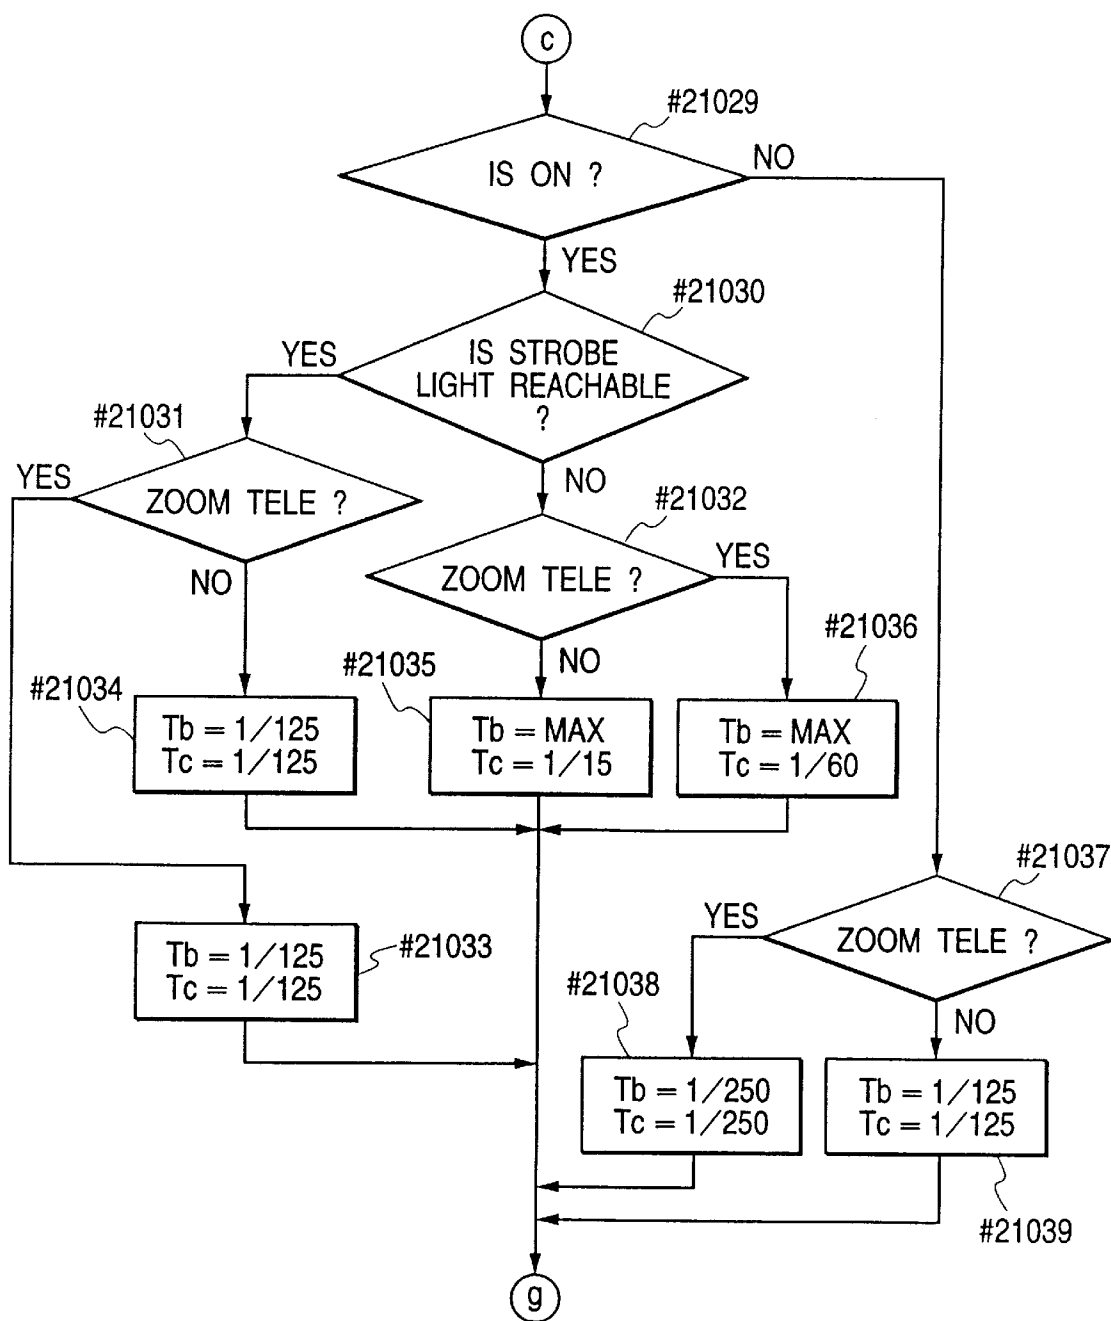 c
#21029
IS ON ?
NO
YES
#21030
YES
IS STROBE
LIGHT REACHABLE
?
#21031
YES
ZOOM TELE ?
NO
NO
#21032
ZOOM TELE ?
YES
NO
#21036
#21035
#21034
Tb = 1/125
Tc = 1/125
Tb = MAX
Tc = 1/15
Tb = MAX
Tc = 1/60
#21037
YES
ZOOM TELE ?
NO
Tb = 1/125
Tc = 1/125
#21033
#21038
Tb = 1/250
Tc = 1/250
Tb = 1/125
Tc = 1/125
#21039
g